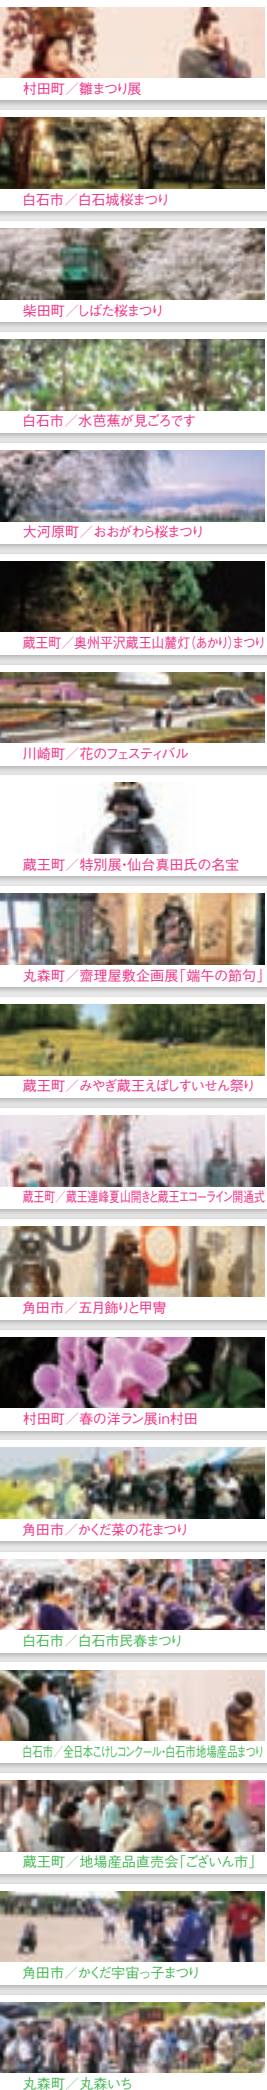 村田町／雛まつり展
白石市／白石城桜まつり
柴田町／しばた桜まつり
白石市／水芭蕉が見ごろです
大河原町／おおがわら桜まつり
蔵王町／奥州平沢蔵王山麓灯（あかり）まつり
川崎町／花のフェスティバル
蔵王町／特別展・仙台真田氏の名宝
丸森町／齋理屋敷企画展「端午の節句」
蔵王町／みやぎ蔵王えぼしすいせん祭り
蔵王町／蔵王連峰夏山開きと蔵王エコーライン開通式
角田市／五月飾りと甲冑
村田町／春の洋ラン展in村田
角田市／かくだ菜の花まつり
白石市／白石市民春まつり
白石市／全日本こけしコンクール・白石市地場産品まつり
蔵王町／地場産品直売会「ございん市」
角田市／かくだ宇宙っ子まつり
丸森町／丸森いち